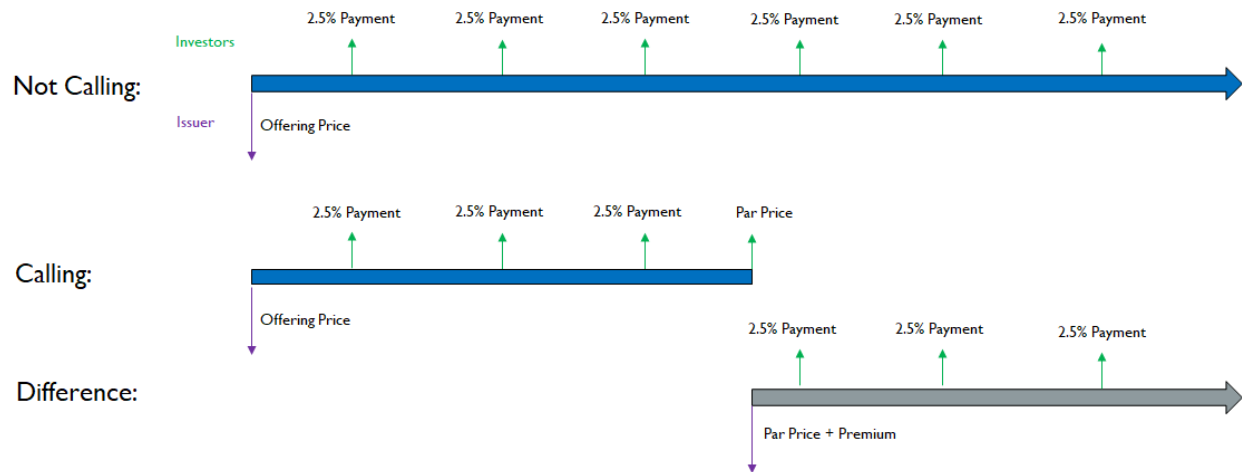 2.5% Payment 2.5% Payment 2.5% Payment 2.5% Payment 2.5% Payment 2.5% Payment
Investors
Not Calling:
Issuer
Offering Price
2.5% Payment 2.5% Payment 2.5% Payment Par Price
Calling:
Offering Price
2.5% Payment 2.5% Payment 2.5% Payment
Difference:
Par Price + Premium